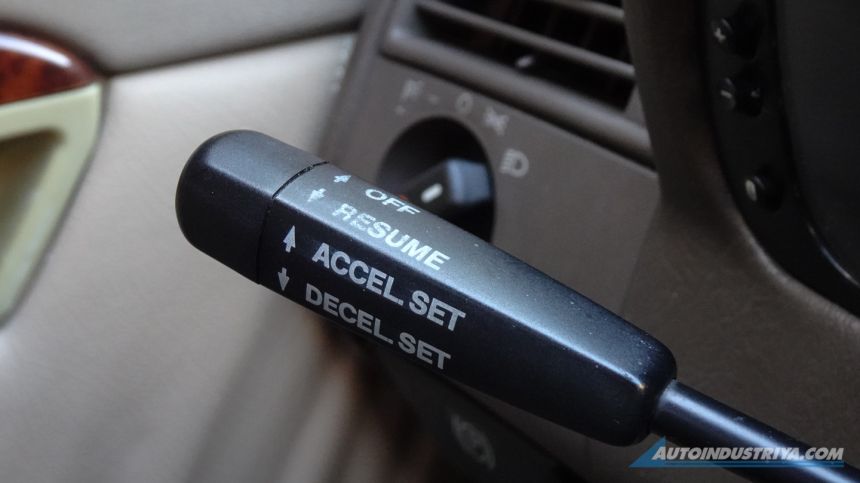 OFF
RESUME
ACCEL. SET
DECEL. SET
AUTOINDUSTRIYA.COM